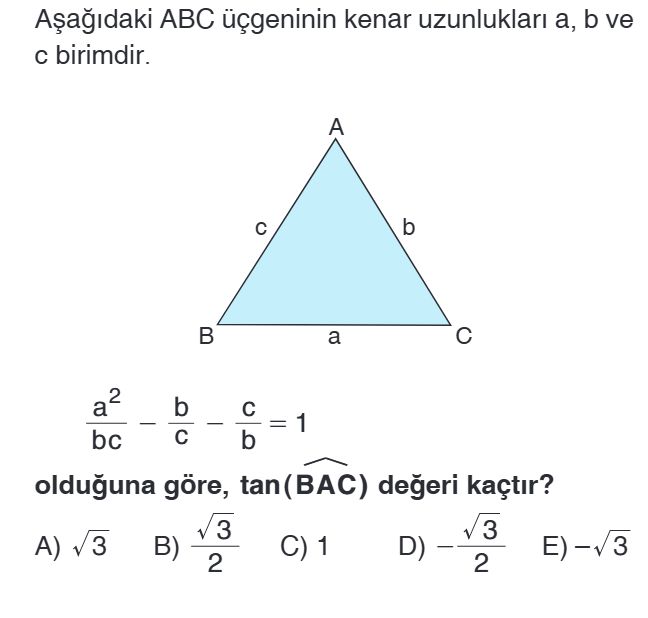 Aşağıdaki ABC üçgeninin kenar uzunlukları a, b ve
c birimdir.
A
c b
B a C
a²/bc − b/c − c/b = 1
olduğuna göre, tan(BAC) değeri kaçtır?
A) √3 B) √3/2 C) 1 D) −√3/2 E) −√3